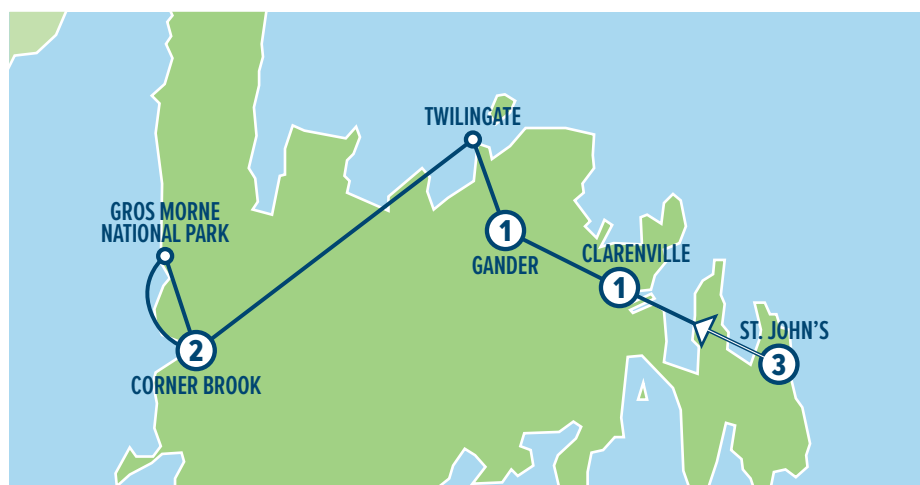 TWILINGATE
GROS MORNE
NATIONAL PARK
1
GANDER
CLARENVILLE
1
ST. JOHN'S
3
2
CORNER BROOK